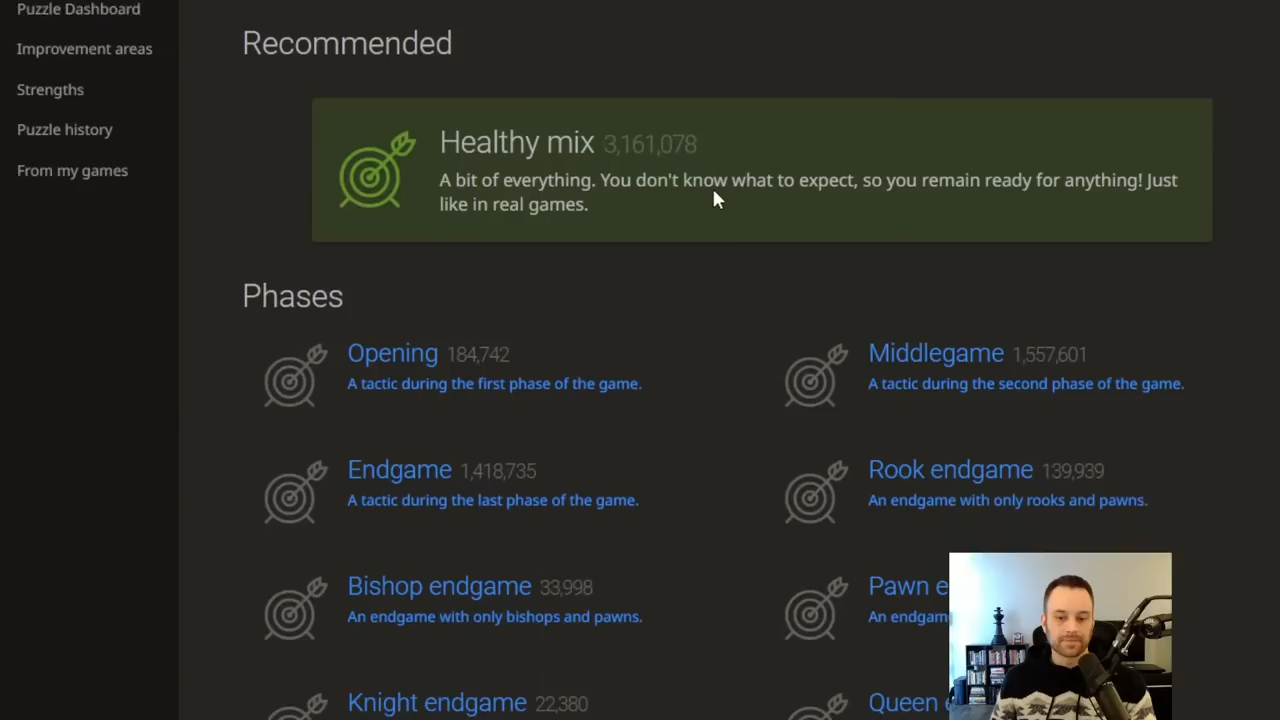 Puzzle Dashboard
Improvement areas
Strengths
Puzzle history
From my games
Recommended
Healthy mix 3,161,078
A bit of everything. You don't know what to expect, so you remain ready for anything! Just
like in real games.
Phases
Opening 184,742
A tactic during the first phase of the game.
Middlegame 1,557,601
A tactic during the second phase of the game.
Endgame 1,418,735
A tactic during the last phase of the game.
Rook endgame 139,939
An endgame with only rooks and pawns.
Bishop endgame 33,998
An endgame with only bishops and pawns.
Pawn e
An endgam
Knight endgame 22,380
Queen